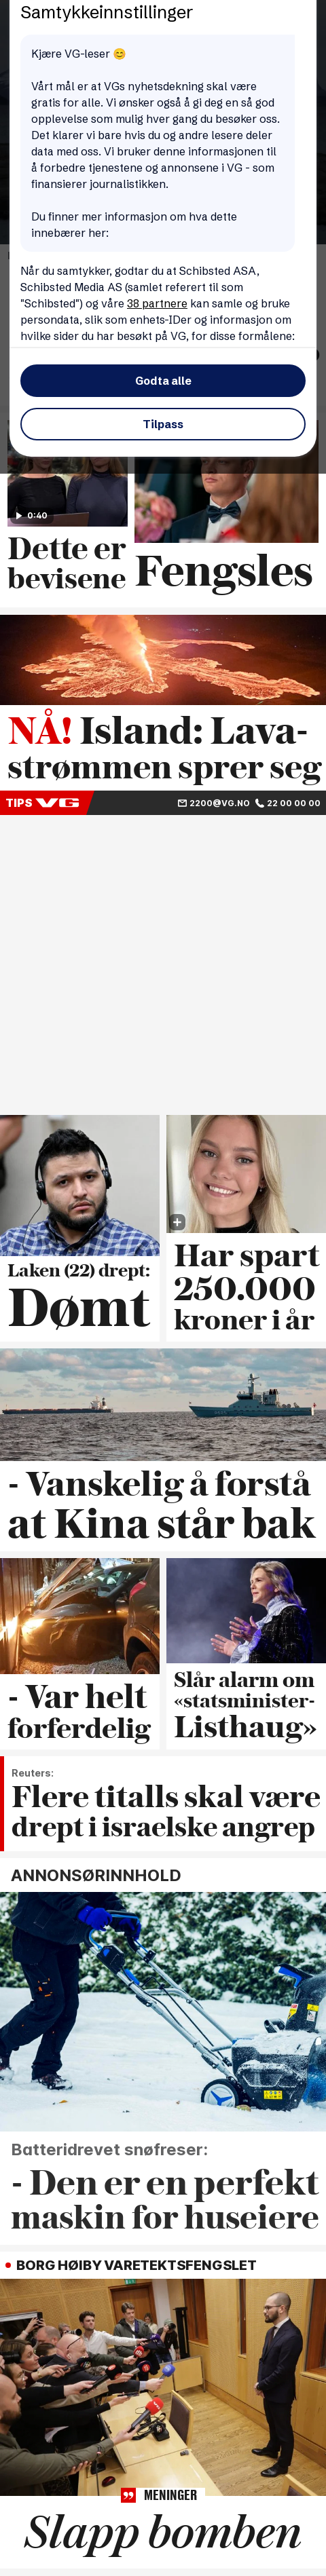 Samtykkeinnstillinger
Kjære VG-leser 😊
Vårt mål er at VGs nyhetsdekning skal være
gratis for alle. Vi ønsker også å gi deg en så god
opplevelse som mulig hver gang du besøker oss.
Det klarer vi bare hvis du og andre lesere deler
data med oss. Vi bruker denne informasjonen til
å forbedre tjenestene og annonsene i VG - som
finansierer journalistikken.
Du finner mer informasjon om hva dette
innebærer her:
Når du samtykker, godtar du at Schibsted ASA,
Schibsted Media AS (samlet referert til som
"Schibsted") og våre 38 partnere kan samle og bruke
persondata, slik som enhets-IDer og informasjon om
hvilke sider du har besøkt på VG, for disse formålene:
Godta alle
Tilpass
0:40
Dette er
bevisene
Fengsles
NÅ! Island: Lava-
strømmen sprer seg
TIPS VG
2200@VG.NO 22 00 00 00
Laken (22) drept:
Dømt
Har spart
250.000
kroner i år
- Vanskelig å forstå
at Kina står bak
- Var helt
forferdelig
Slår alarm om
«statsminister-
Listhaug»
Reuters:
Flere titalls skal være
drept i israelske angrep
ANNONSØRINNHOLD
Batteridrevet snøfreser:
- Den er en perfekt
maskin for huseiere
BORG HØIBY VARETEKTSFENGSLET
MENINGER
Slapp bomben